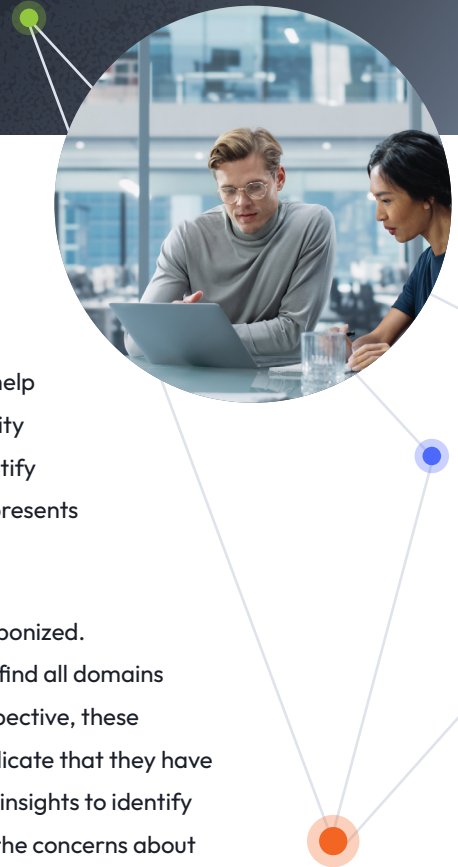 help
ity
tify
resents
ponized.
find all domains
pective, these
licate that they have
insights to identify
the concerns about